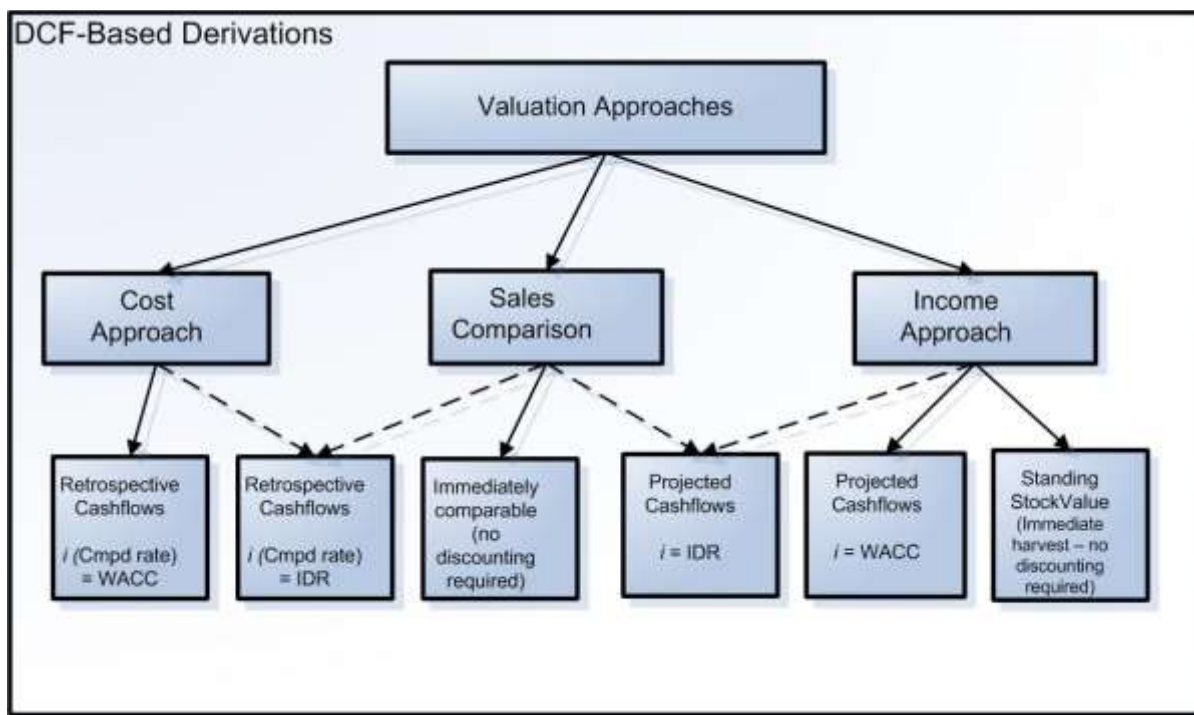 DCF-Based Derivations
Valuation Approaches
Cost
Approach
Sales
Comparison
Income
Approach
Retrospective
Cashflows
i (Cmpd rate)
= WACC
Retrospective
Cashflows
i (Cmpd rate)
= IDR
Immediately
comparable
(no
discounting
required)
Projected
Cashflows
i = IDR
Projected
Cashflows
i = WACC
Standing
StockValue
(Immediate
harvest – no
discounting
required)